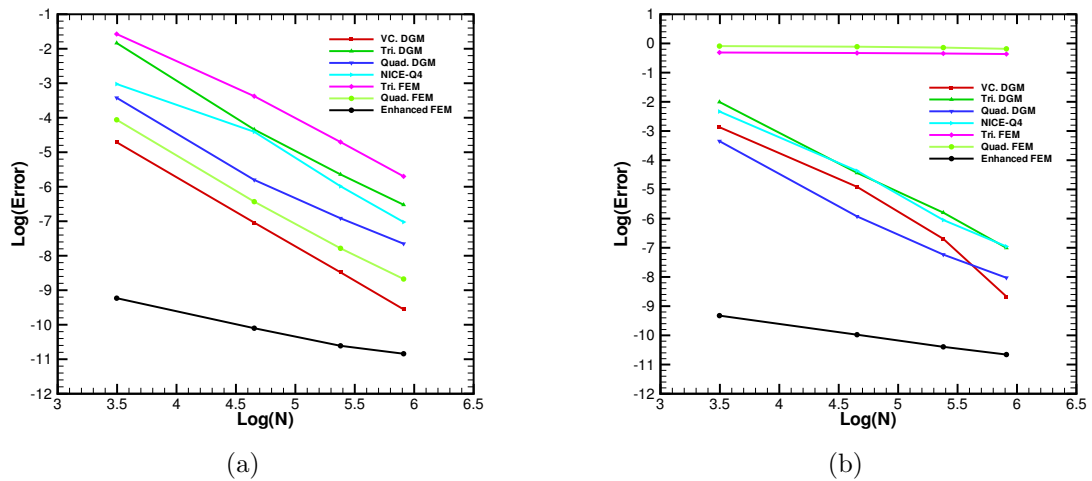 -1
-2
-3
-4
-5
-6
-7
-8
-9
-10
-11
-12
Log(Error)
3
3.5
4
4.5
5
5.5
6
6.5
Log(N)
VC. DGM
Tri. DGM
Quad. DGM
NICE-Q4
Tri. FEM
Quad. FEM
Enhanced FEM
(a)
1
0
-1
-2
-3
-4
-5
-6
-7
-8
-9
-10
-11
-12
Log(Error)
3
3.5
4
4.5
5
5.5
6
6.5
Log(N)
VC. DGM
Tri. DGM
Quad. DGM
NICE-Q4
Tri. FEM
Quad. FEM
Enhanced FEM
(b)